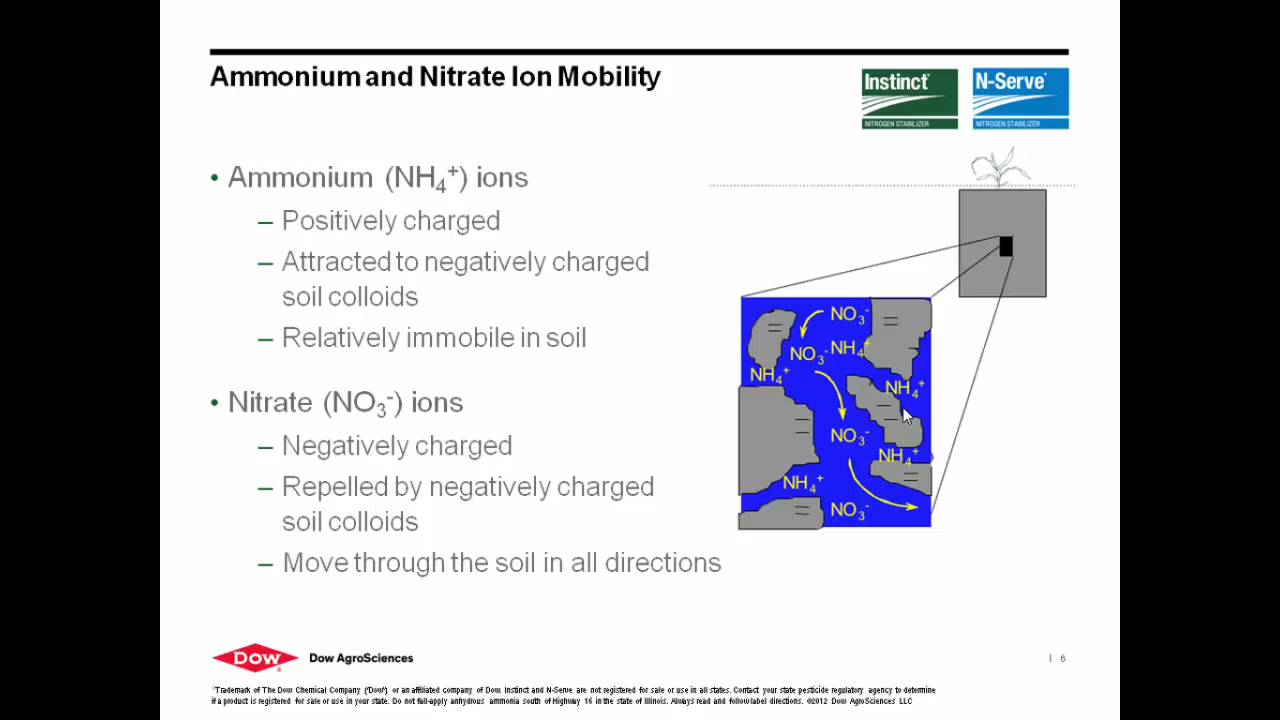 Ammonium and Nitrate Ion Mobility
Instinct®
NITROGEN STABILIZER
N-Serve®
NITROGEN STABILIZER
• Ammonium (NH₄⁺) ions
– Positively charged
– Attracted to negatively charged
soil colloids
– Relatively immobile in soil
• Nitrate (NO₃⁻) ions
– Negatively charged
– Repelled by negatively charged
soil colloids
– Move through the soil in all directions
NO₃⁻
NO₃⁻ NH₄⁺
NH₄⁺
NH₄⁺
NO₃⁻
NH₄⁺
NH₄⁺
NO₃⁻
DOW
Dow AgroSciences
| 6
Trademark of The Dow Chemical Company ("Dow") or an affiliated company of Dow. Instinct and N-Serve are not registered for sale or use in all states. Contact your state pesticide regulatory agency to determine
if a product is registered for sale or use in your state. Do not fall-apply anhydrous ammonia south of Highway 16 in the state of Illinois. Always read and follow label directions. ©2012 Dow AgroSciences LLC